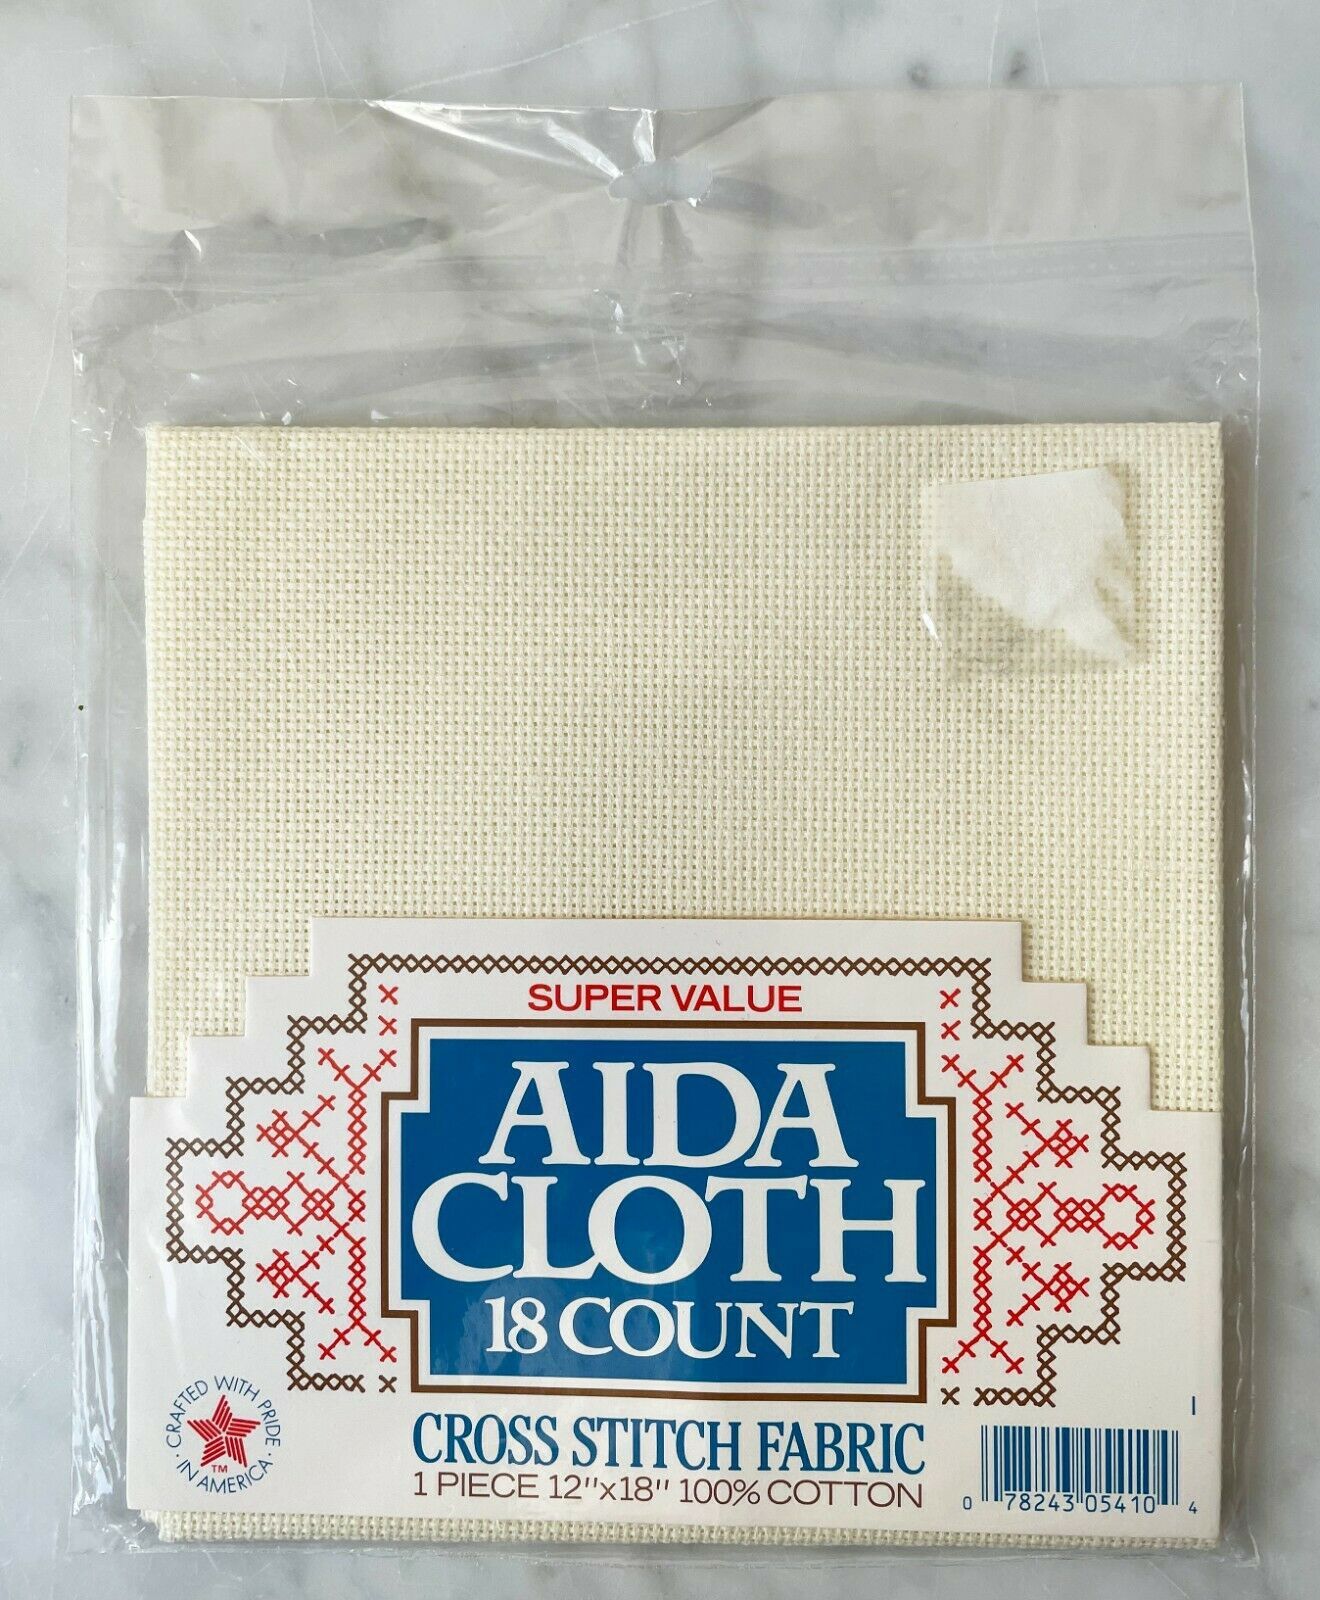 SUPER VALUE
AIDA
CLOTH
18 COUNT
CROSS STITCH FABRIC
1 PIECE 12"x18" 100% COTTON
CRAFTED WITH PRIDE
· IN AMERICA ·
TM
I
0 78243 05410 4